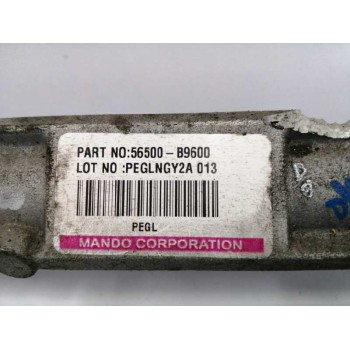 PART NO:56500-B9600
LOT NO :PEGLNGY2A 013
PEGL
MANDO CORPORATION